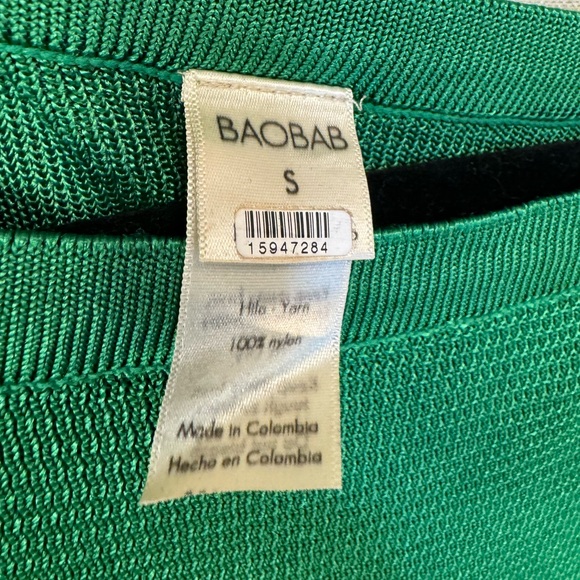 BAOBAB
S
15947284
Hilo - Yarn
100% nylon
Made in Colombia
Hecho en Colombia